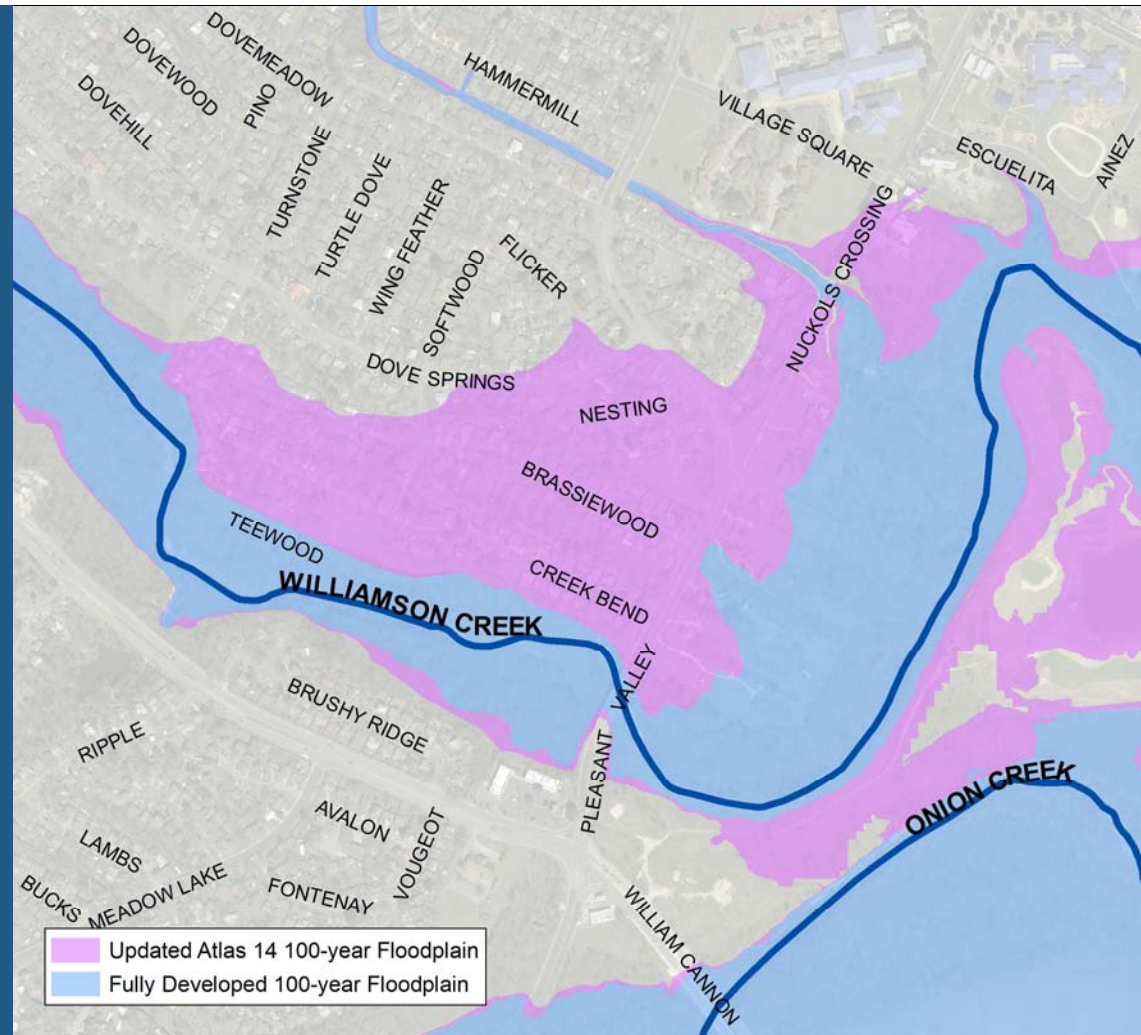 DOVEMEADOW
DOVEWOOD
DOVEHILL
PINO
HAMMERMILL
VILLAGE SQUARE
ESCUELITA
AINEZ
TURNSTONE
TURTLE DOVE
WING FEATHER
SOFTWOOD
FLICKER
NUCKOLS CROSSING
DOVE SPRINGS
NESTING
BRASSIEWOOD
TEEWOOD
CREEK BEND
WILLIAMSON CREEK
VALLEY
PLEASANT
BRUSHY RIDGE
RIPPLE
ONION CREEK
AVALON
VOUGEOT
LAMBS
MEADOW LAKE
FONTENAY
BUCKS
WILLIAM CANNON
Updated Atlas 14 100-year Floodplain
Fully Developed 100-year Floodplain